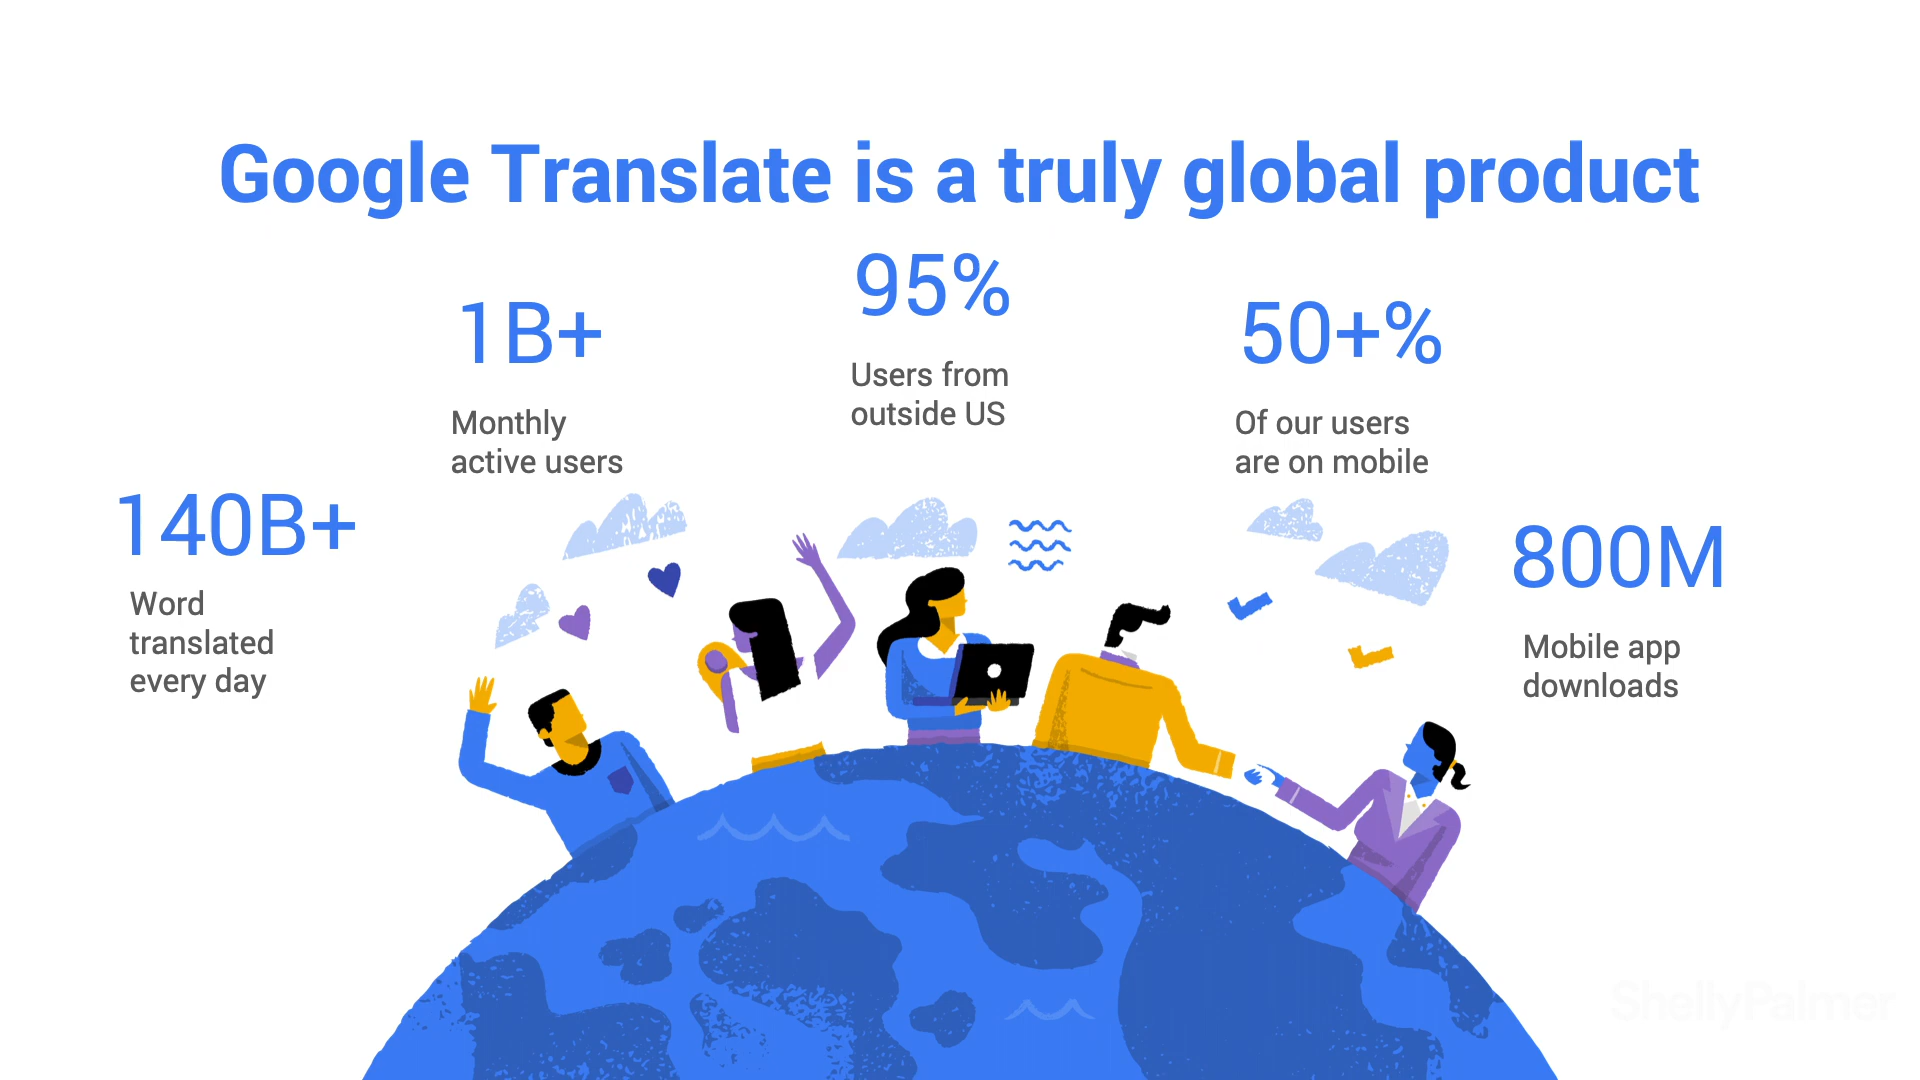 Google Translate is a truly global product
140B+
Word
translated
every day
1B+
Monthly
active users
95%
Users from
outside US
50+%
Of our users
are on mobile
800M
Mobile app
downloads
ShellyPalmer